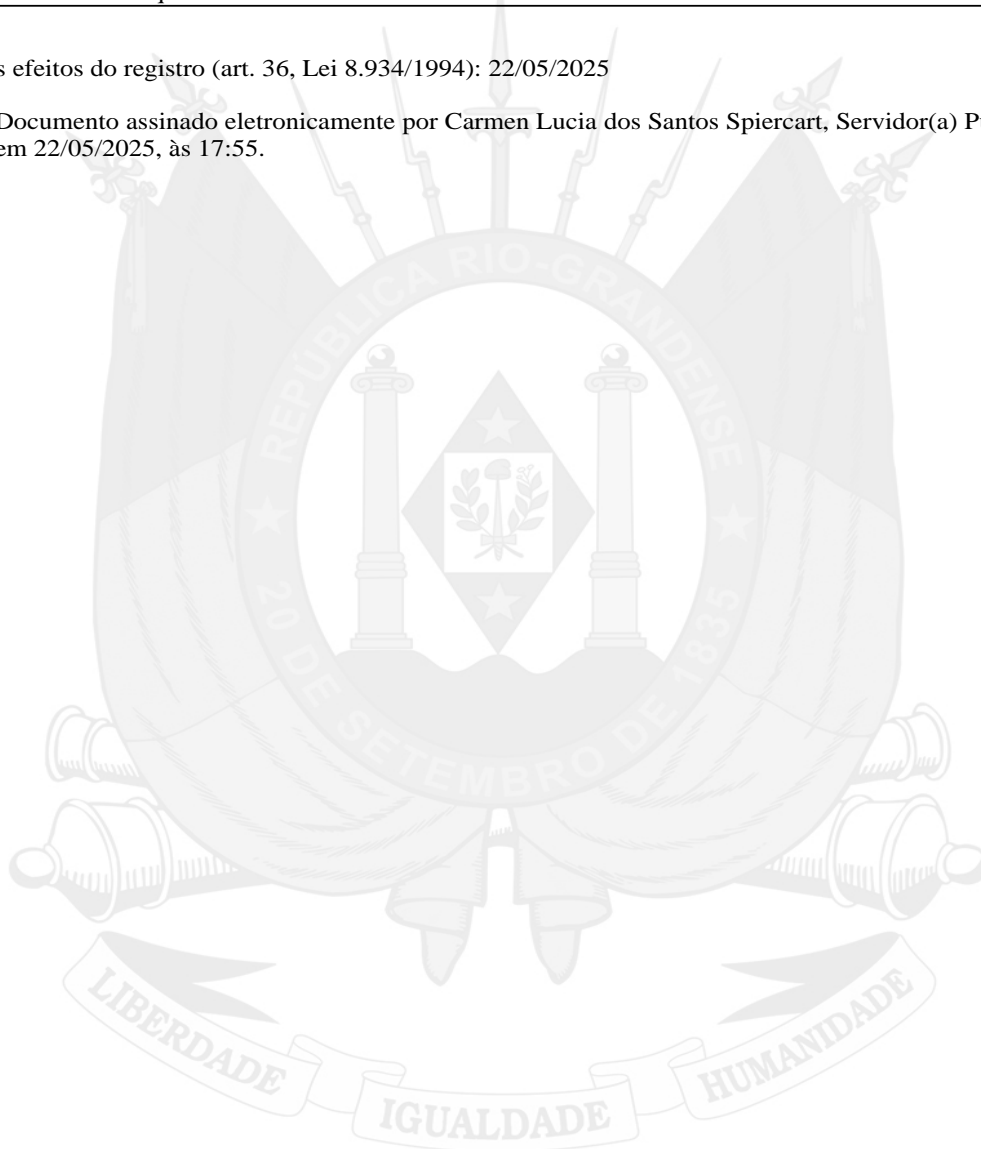 s efeitos do registro (art. 36, Lei 8.934/1994): 22/05/2025
Documento assinado eletronicamente por Carmen Lucia dos Santos Spiercart, Servidor(a)
em 22/05/2025, às 17:55.
REPÚBLICA RIO-GRANDENSE
20 DE SETEMBRO DE 1835
LIBERDADE
IGUALDADE
HUMANIDADE